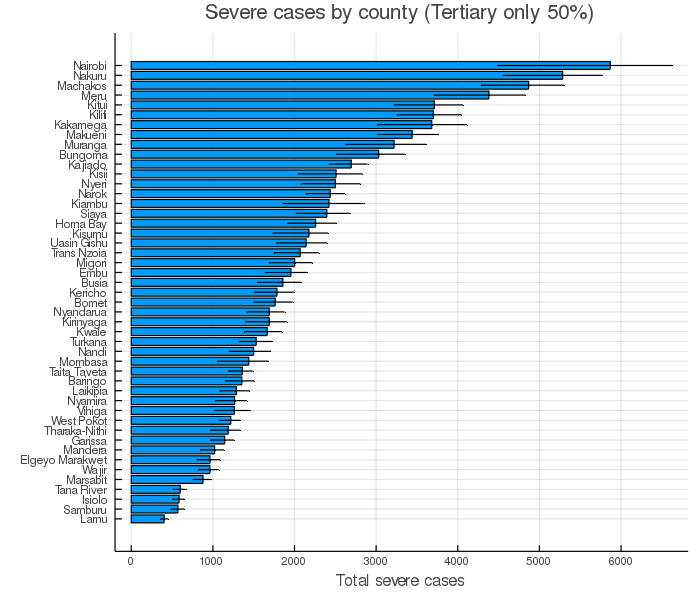 Severe cases by county (Tertiary only 50%)
Nairobi
Nakuru
Machakos
Meru
Kitui
Kilifi
Kakamega
Makueni
Muranga
Bungoma
Kajiado
Kisii
Nyeri
Narok
Kiambu
Siaya
Homa Bay
Kisumu
Uasin Gishu
Trans Nzoia
Migori
Embu
Busia
Kericho
Bomet
Nyandarua
Kirinyaga
Kwale
Turkana
Nandi
Mombasa
Taita Taveta
Baringo
Laikipia
Nyamira
Vihiga
West Pokot
Tharaka-Nithi
Garissa
Mandera
Elgeyo Marakwet
Wajir
Marsabit
Tana River
Isiolo
Samburu
Lamu
0 1000 2000 3000 4000 5000 6000
Total severe cases